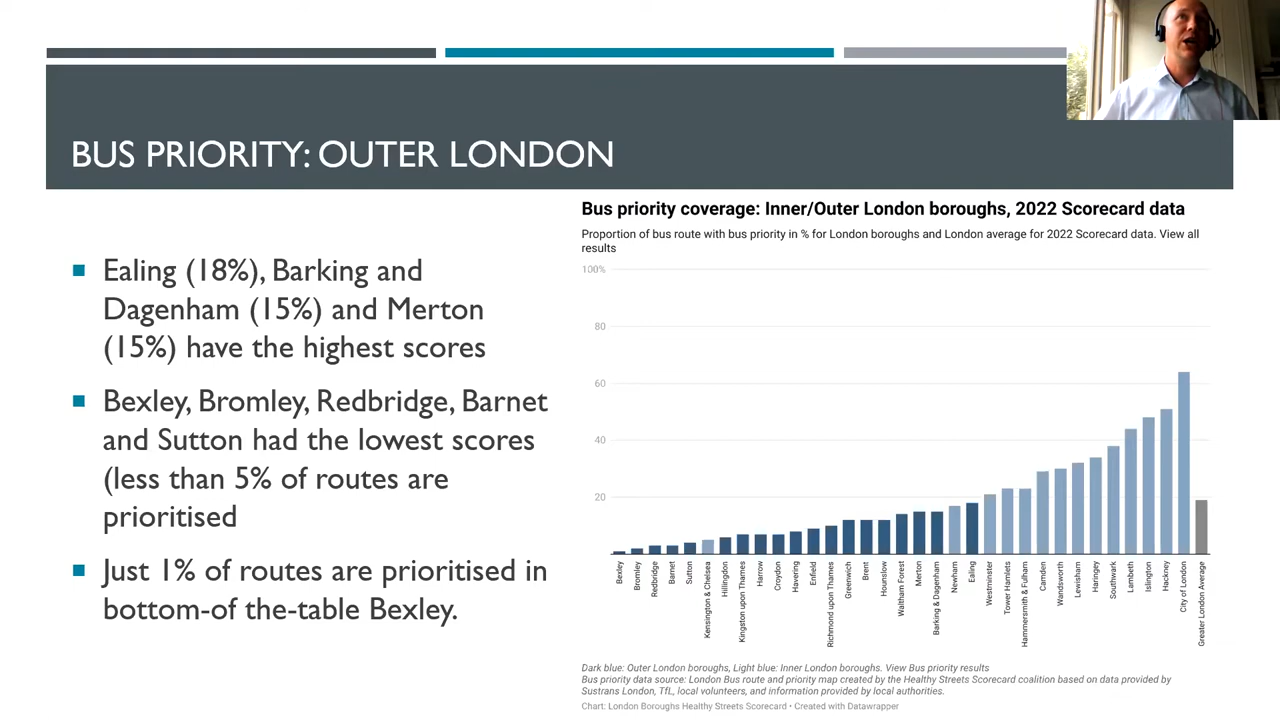 BUS PRIORITY: OUTER LONDON
Ealing (18%), Barking and
Dagenham (15%) and Merton
(15%) have the highest scores
Bexley, Bromley, Redbridge, Barnet
and Sutton had the lowest scores
(less than 5% of routes are
prioritised
Just 1% of routes are prioritised in
bottom-of the-table Bexley.
Bus priority coverage: Inner/Outer London boroughs, 2022 Scorecard data
Proportion of bus route with bus priority in % for London boroughs and London average for 2022 Scorecard data. View all
results
100%
80
60
40
20
Bexley
Bromley
Redbridge
Barnet
Sutton
Kensington & Chelsea
Hillingdon
Kingston upon Thames
Harrow
Croydon
Havering
Enfield
Richmond upon Thames
Greenwich
Brent
Hounslow
Waltham Forest
Merton
Barking & Dagenham
Newham
Ealing
Westminster
Tower Hamlets
Hammersmith & Fulham
Camden
Wandsworth
Lewisham
Haringey
Southwark
Lambeth
Islington
Hackney
City of London
Greater London Average
Dark blue: Outer London boroughs, Light blue: Inner London boroughs. View Bus priority results
Bus priority data source: London Bus route and priority map created by the Healthy Streets Scorecard coalition based on data provided by
Sustrans London, TfL, local volunteers, and information provided by local authorities.
Chart: London Boroughs Healthy Streets Scorecard • Created with Datawrapper